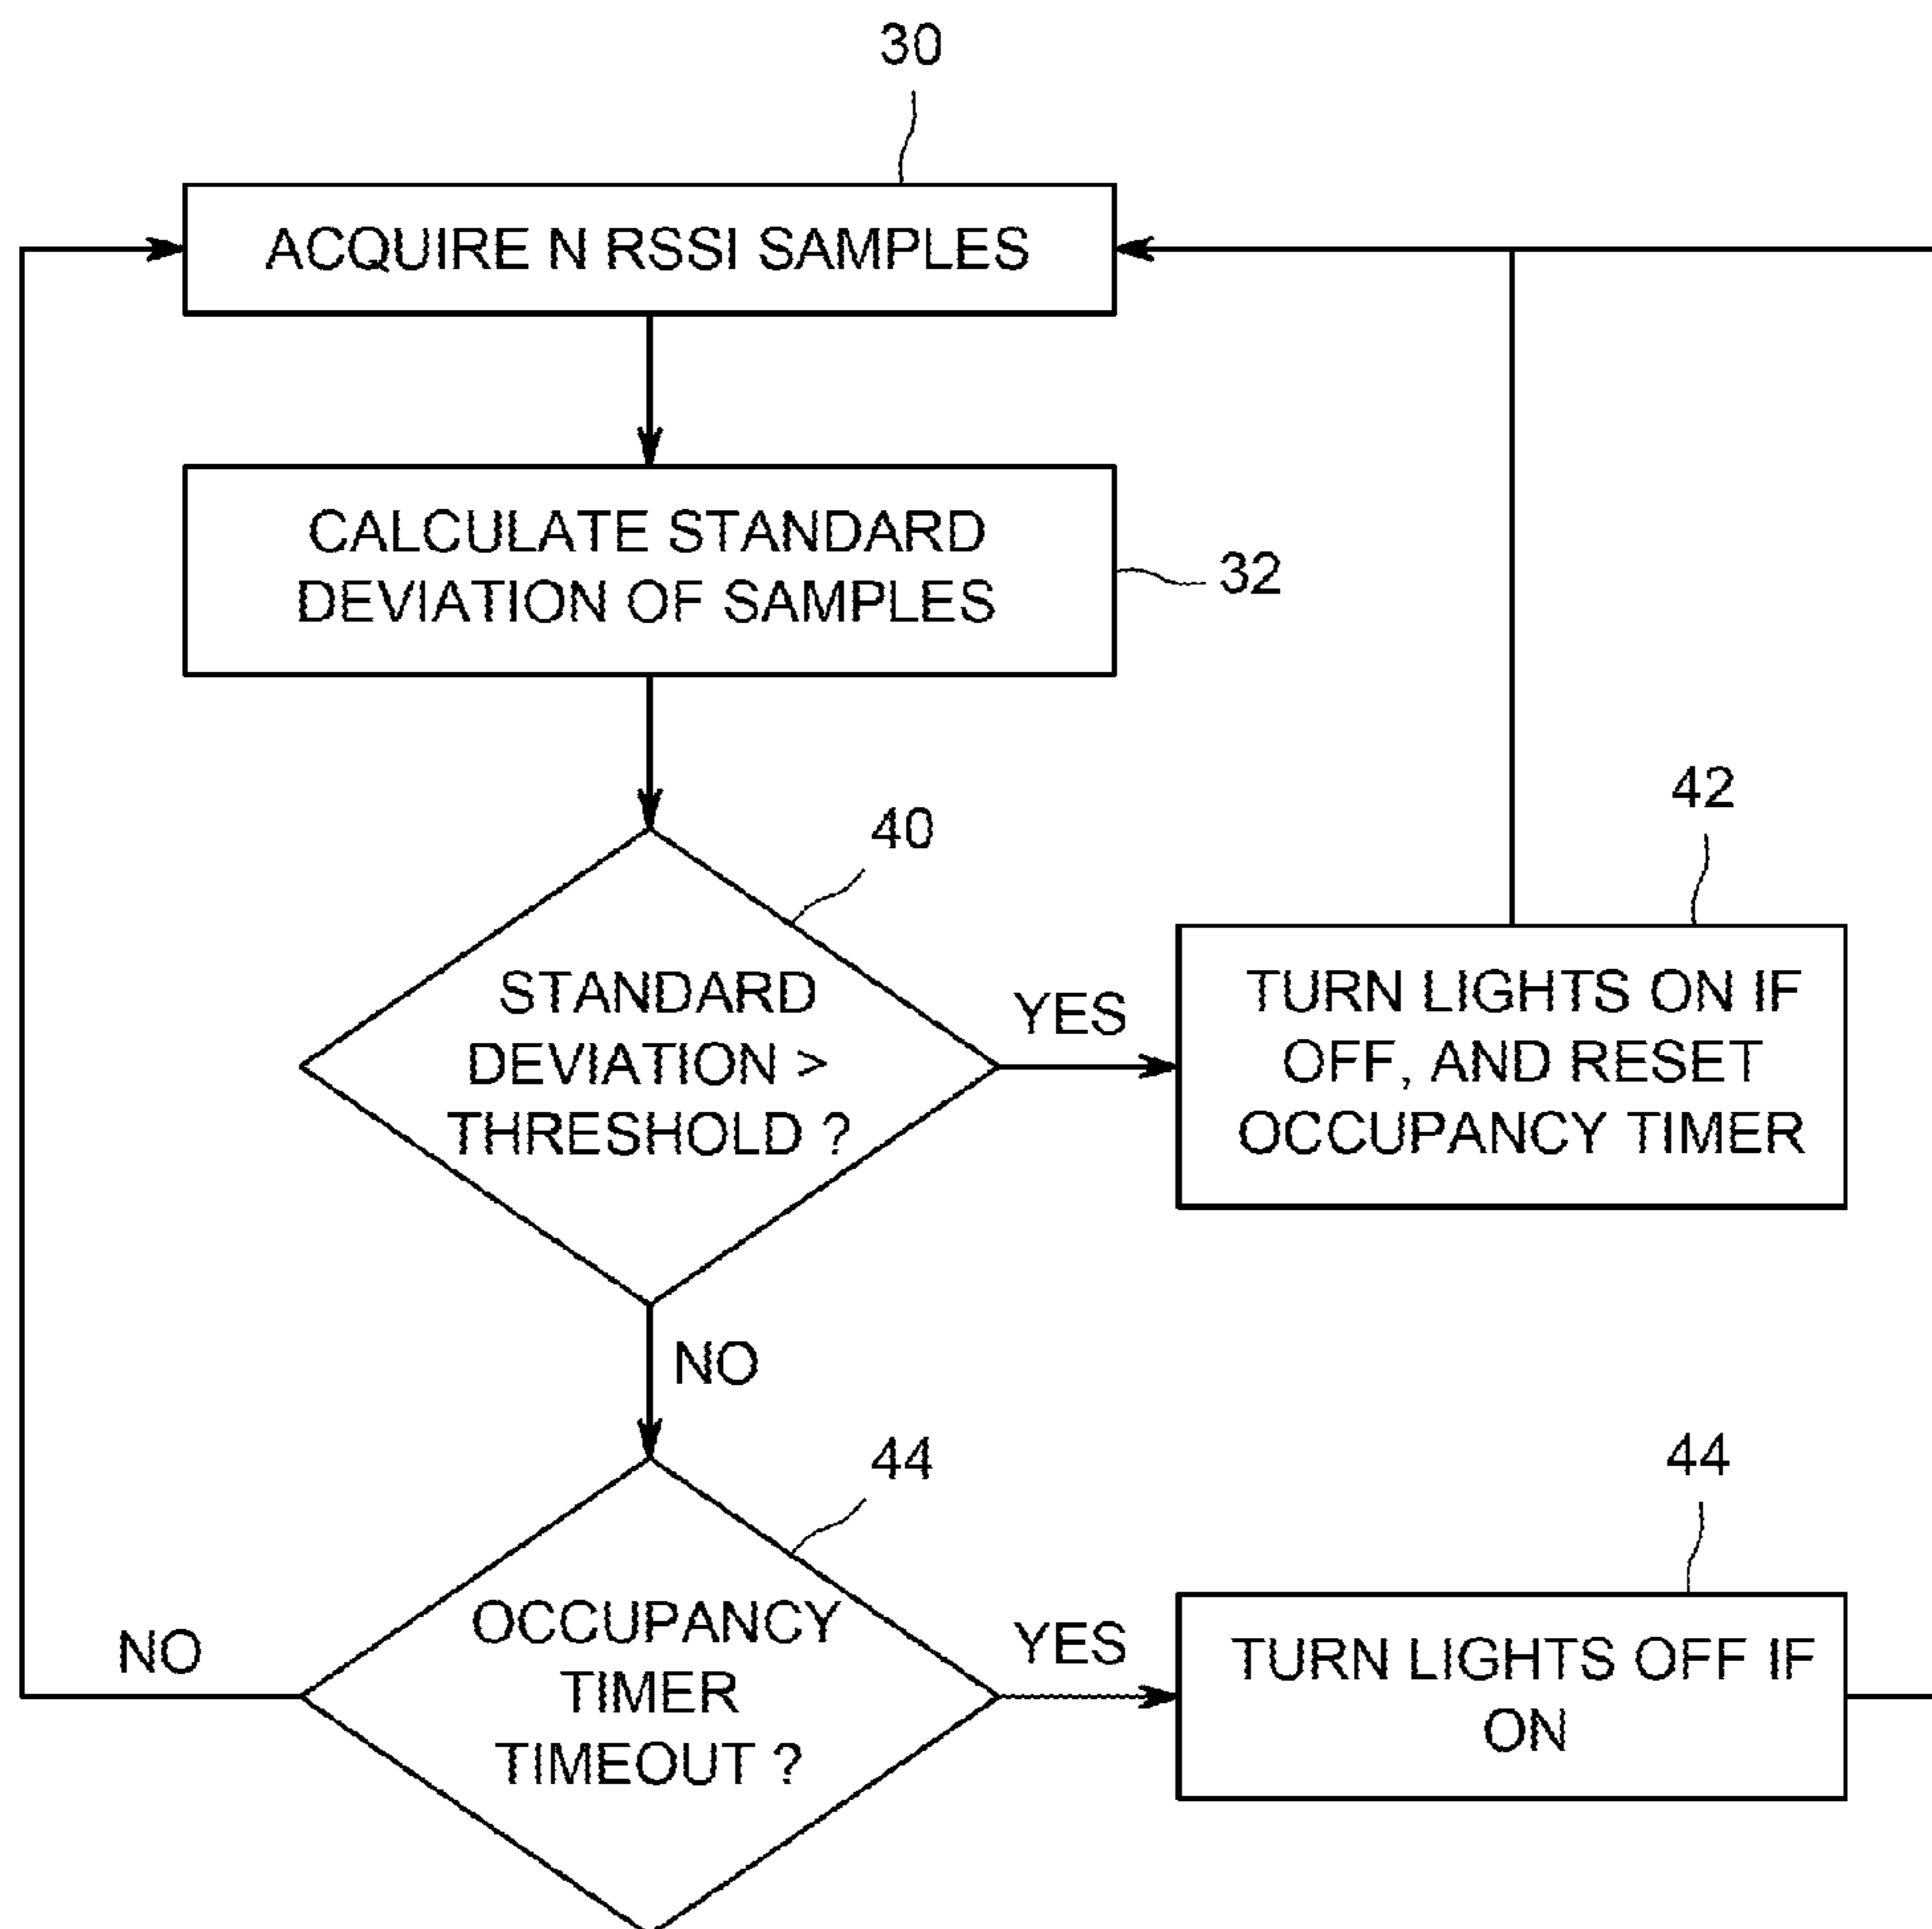 30
ACQUIRE N RSSI SAMPLES
CALCULATE STANDARD
DEVIATION OF SAMPLES
32
40
STANDARD
DEVIATION >
THRESHOLD ?
YES
42
TURN LIGHTS ON IF
OFF, AND RESET
OCCUPANCY TIMER
NO
44
OCCUPANCY
TIMER
TIMEOUT ?
NO
YES
44
TURN LIGHTS OFF IF
ON